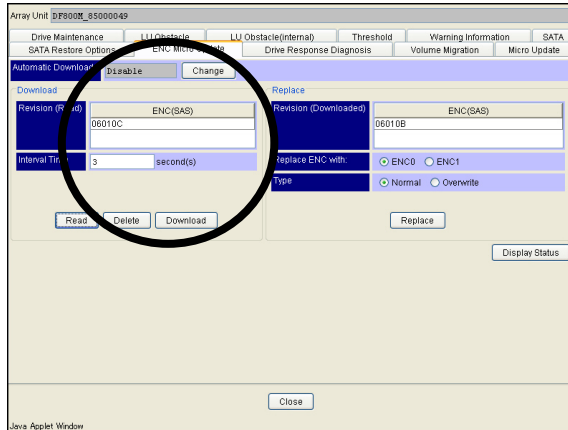 Array Unit DF800M_85000049
Drive Maintenance LU Obstacle LU Obstacle(internal) Threshold Warning Information SATA
SATA Restore Options ENC Micro Update Drive Response Diagnosis Volume Migration Micro Update
Automatic Download Disable Change
Download Replace
Revision (Read) ENC(SAS) Revision (Downloaded) ENC(SAS)
06010C 06010B
Interval Time 3 second(s) Replace ENC with: ENC0 ENC1
Type Normal Overwrite
Read Delete Download Replace
Display Status
Close
Java Applet Window